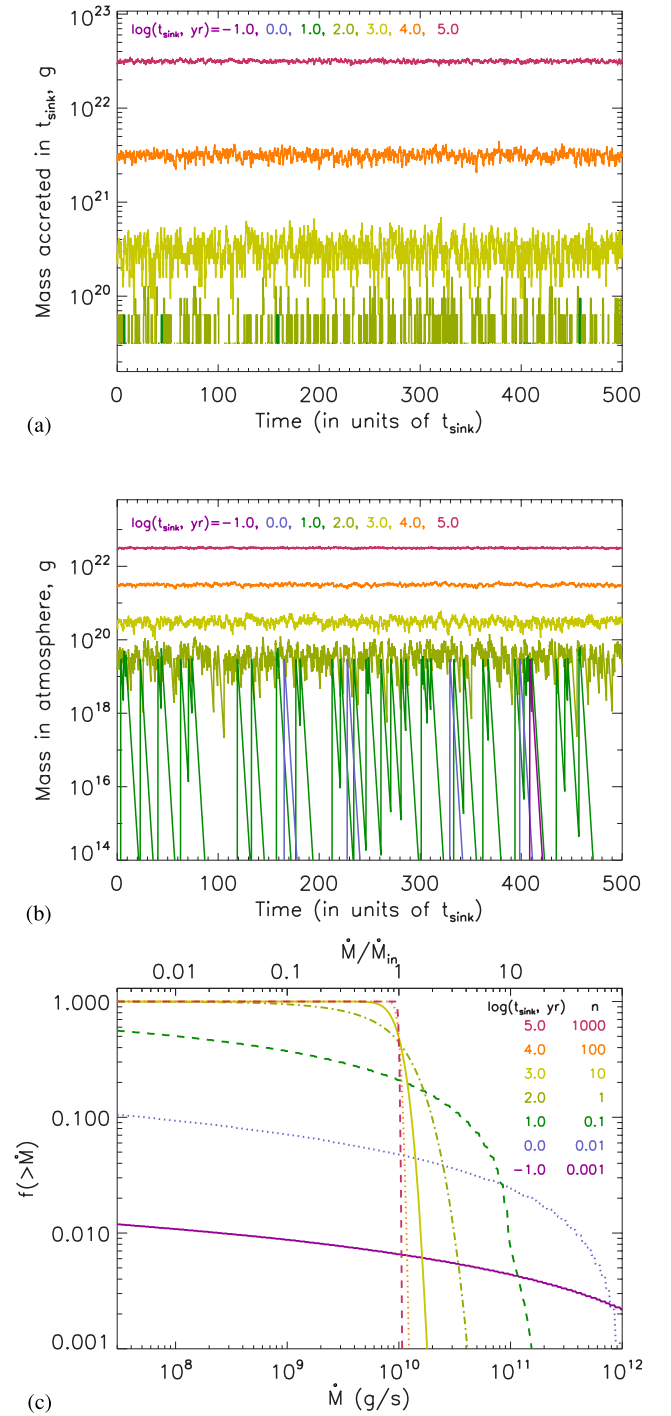 log(t_sink, yr)=−1.0, 0.0, 1.0, 2.0, 3.0, 4.0, 5.0
10^23
10^22
10^21
10^20
Mass accreted in t_sink, g
0 100 200 300 400 500
Time (in units of t_sink)
(a)
log(t_sink, yr)=−1.0, 0.0, 1.0, 2.0, 3.0, 4.0, 5.0
10^22
10^20
10^18
10^16
10^14
Mass in atmosphere, g
0 100 200 300 400 500
Time (in units of t_sink)
(b)
Ṁ/Ṁ_in
0.01 0.1 1 10
log(t_sink, yr) n
5.0 1000
4.0 100
3.0 10
2.0 1
1.0 0.1
0.0 0.01
−1.0 0.001
1.000
0.100
0.010
0.001
f(>Ṁ)
10^8 10^9 10^10 10^11 10^12
Ṁ (g/s)
(c)